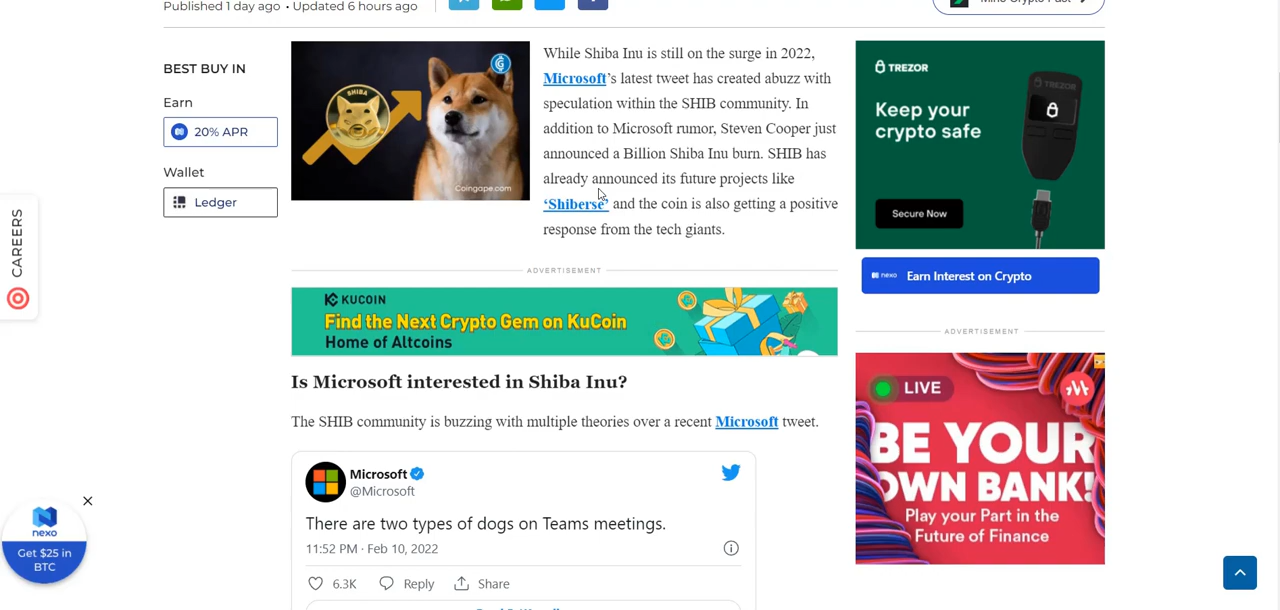 Published 1 day ago • Updated 6 hours ago
BEST BUY IN
Earn
20% APR
Wallet
Ledger
CAREERS
SHIBA
Coingape.com
While Shiba Inu is still on the surge in 2022,
Microsoft's latest tweet has created abuzz with
speculation within the SHIB community. In
addition to Microsoft rumor, Steven Cooper just
announced a Billion Shiba Inu burn. SHIB has
already announced its future projects like
‘Shiberse’ and the coin is also getting a positive
response from the tech giants.
ADVERTISEMENT
KUCOIN
Find the Next Crypto Gem on KuCoin
Home of Altcoins
Is Microsoft interested in Shiba Inu?
The SHIB community is buzzing with multiple theories over a recent Microsoft tweet.
Microsoft
@Microsoft
There are two types of dogs on Teams meetings.
11:52 PM · Feb 10, 2022
6.3K Reply Share
TREZOR
Keep your
crypto safe
Secure Now
nexo Earn Interest on Crypto
ADVERTISEMENT
LIVE
BE YOUR
OWN BANK!
Play your Part in the
Future of Finance
nexo
Get $25 in
BTC